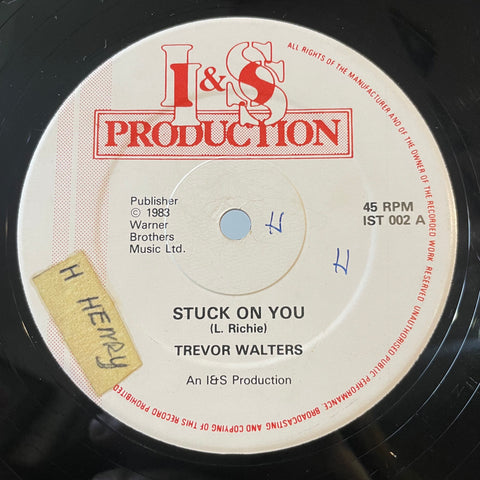 I&S
PRODUCTION
ALL RIGHTS OF THE MANUFACTURER AND OF THE OWNER OF THE RECORDED WORK RESERVED UNAUTHORISED PUBLIC PERFORMANCE, BROADCASTING AND COPYING OF THIS RECORD PROHIBITED
Publisher
© 1983
Warner
Brothers
Music Ltd.
45 RPM
IST 002 A
H
H
H HENRY
STUCK ON YOU
(L. Richie)
TREVOR WALTERS
An I&S Production